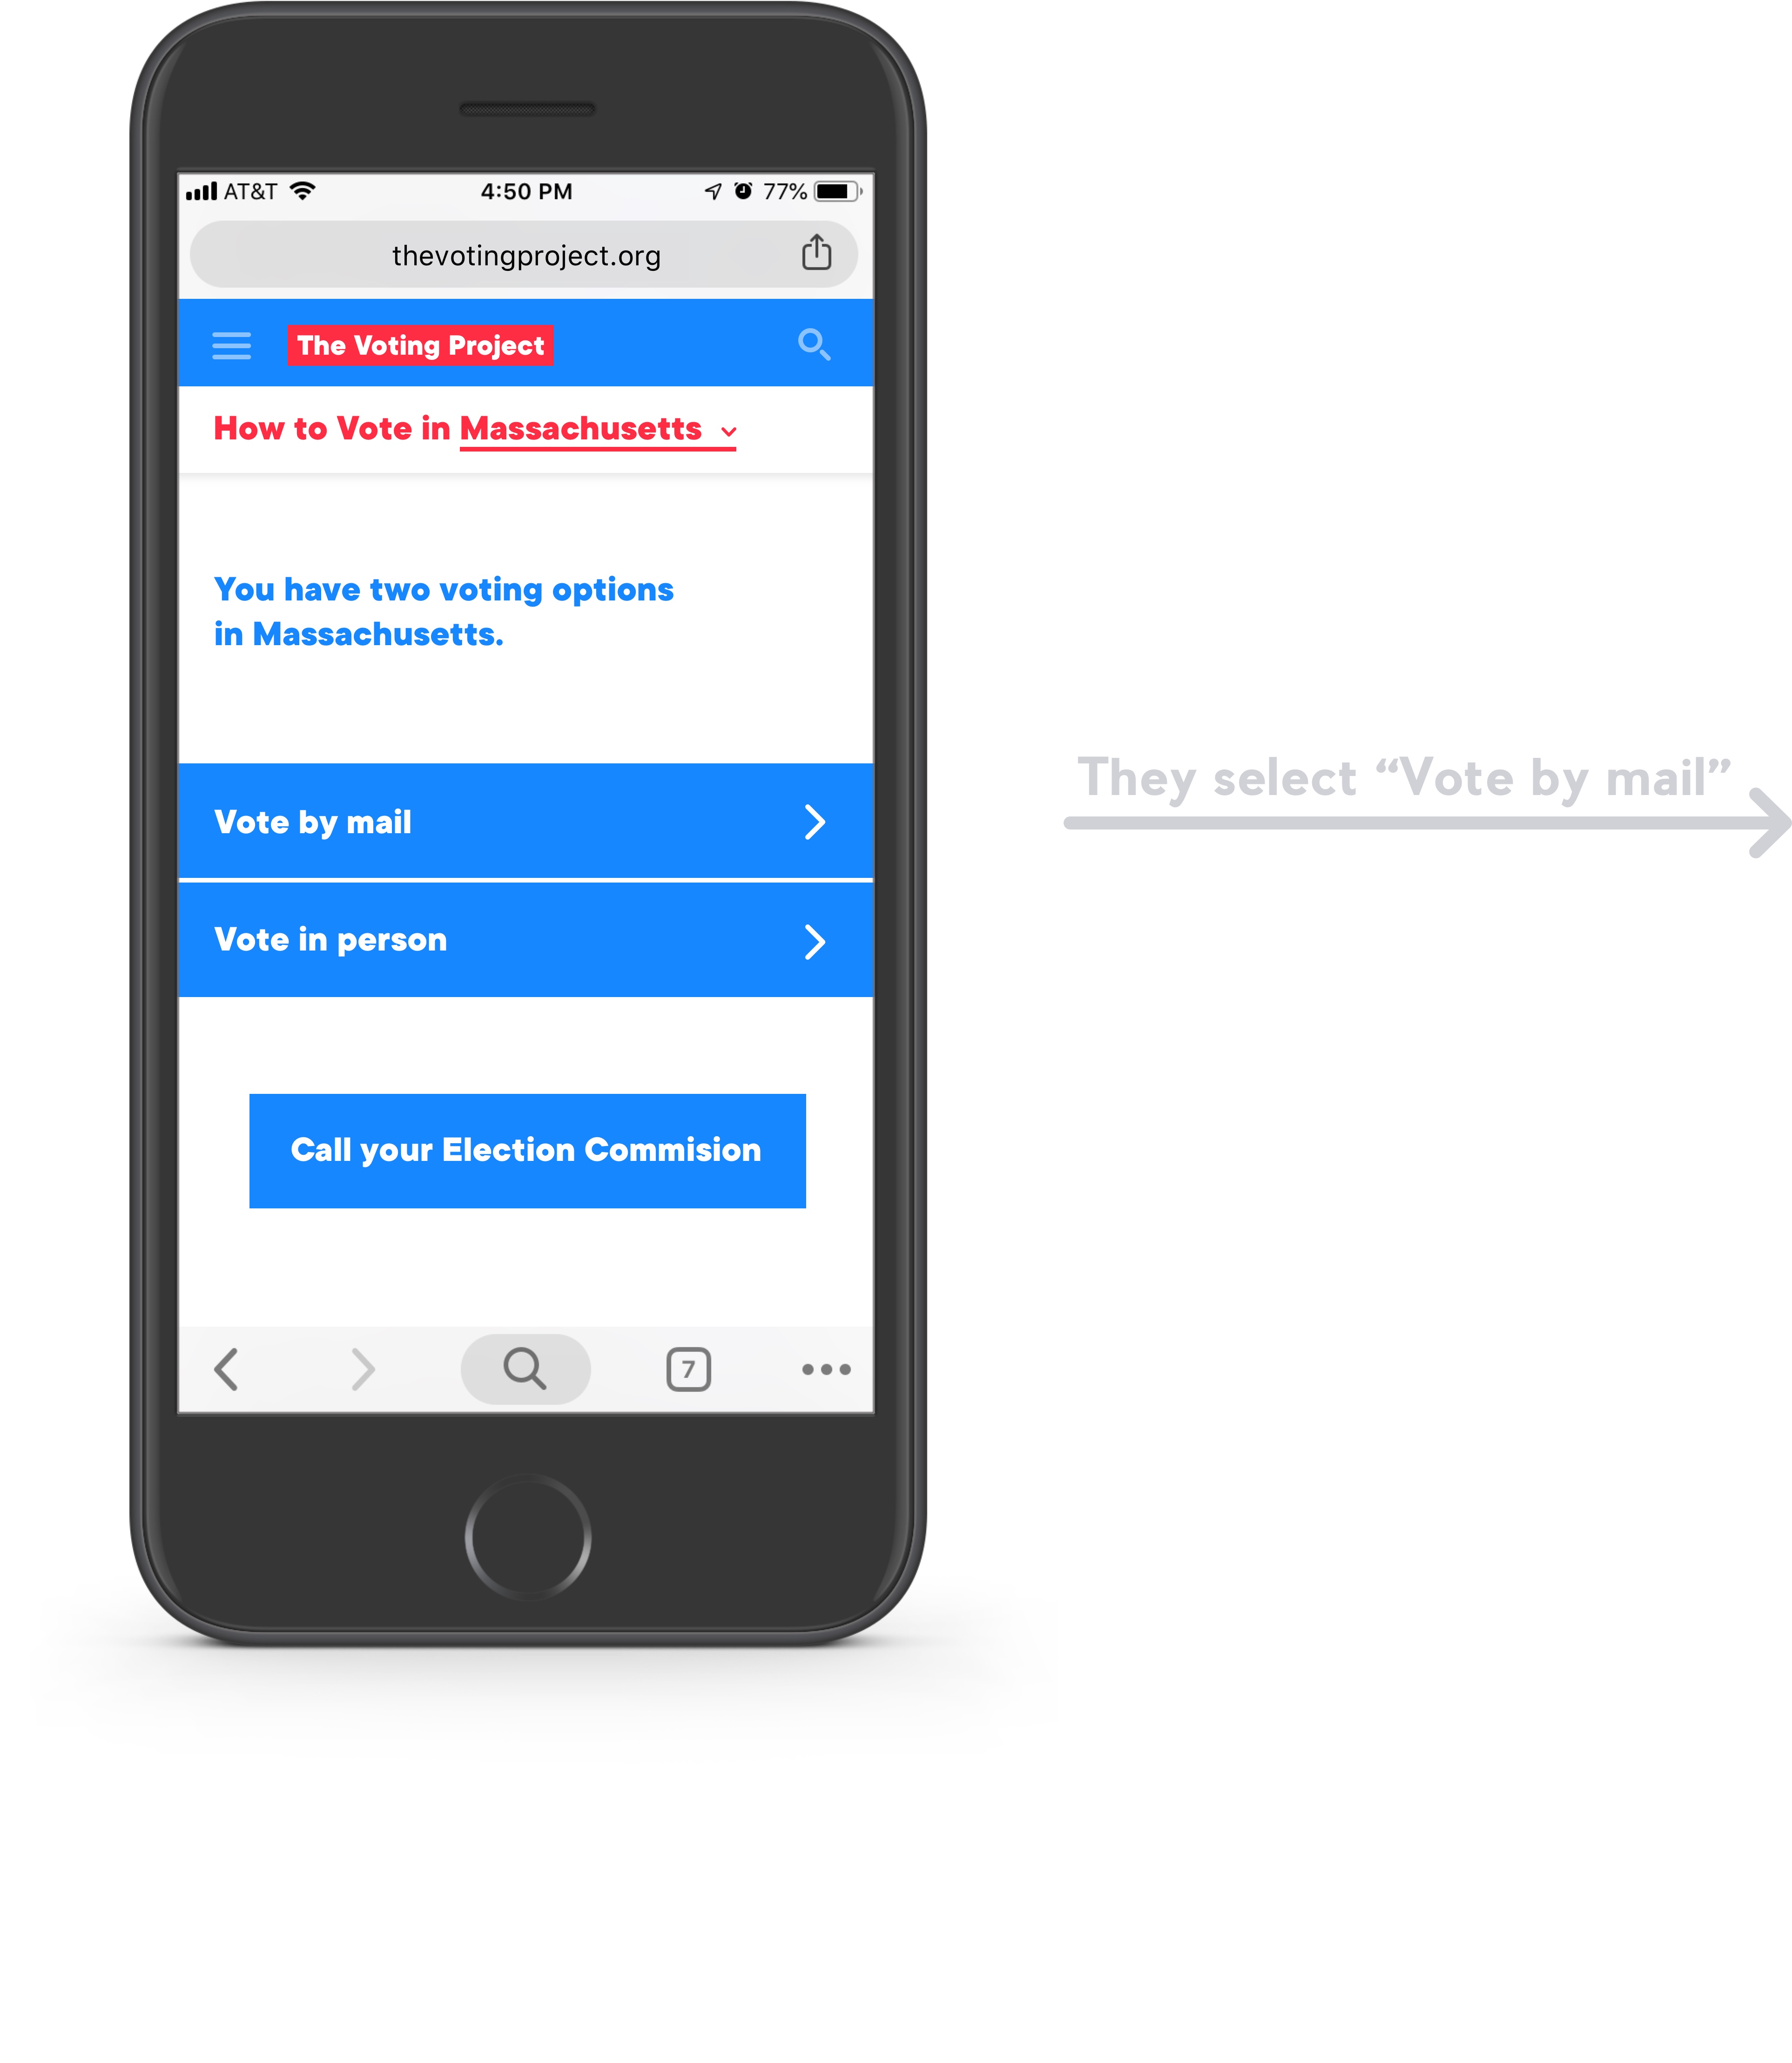 AT&T 4:50 PM 77%
thevotingproject.org
The Voting Project
How to Vote in Massachusetts
You have two voting options
in Massachusetts.
Vote by mail
Vote in person
Call your Election Commision
7
They select “Vote by mail”